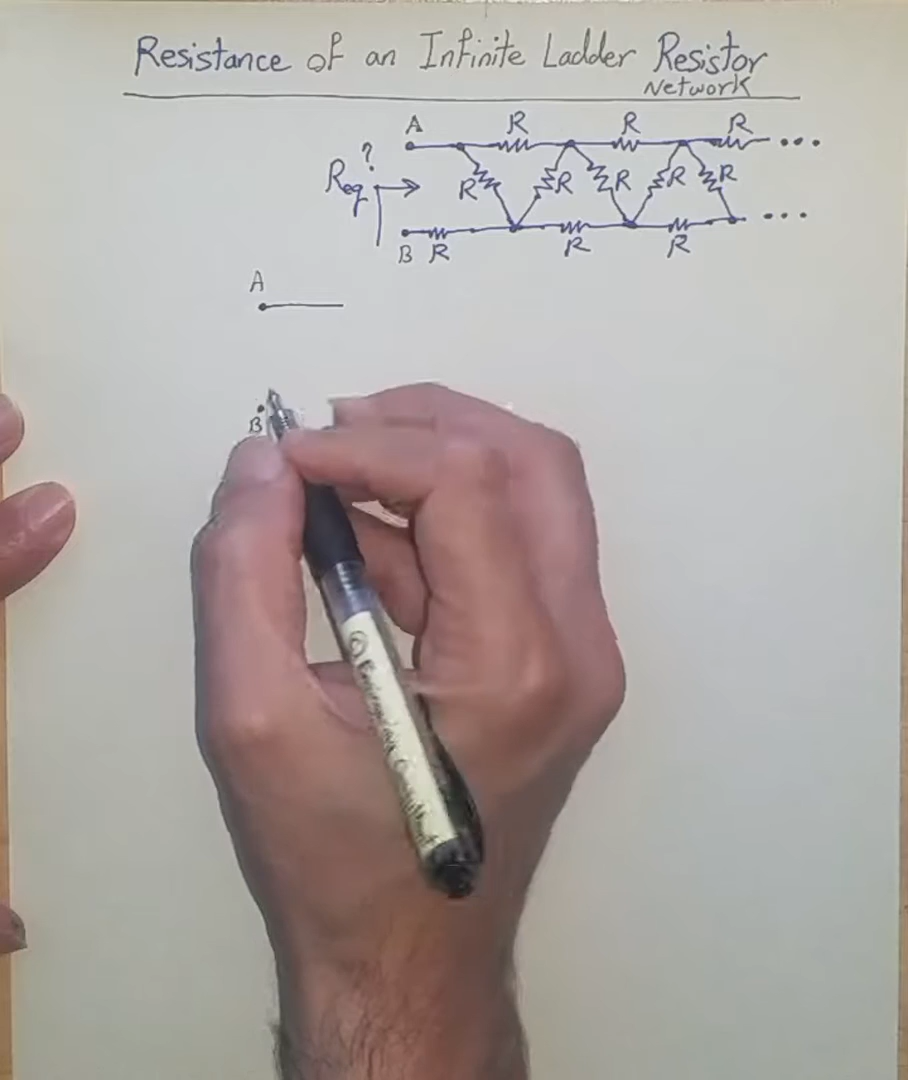 Resistance of an Infinite Ladder Resistor
Network
A R R R ...
?
Req R R R R R
...
B R R R
A
B